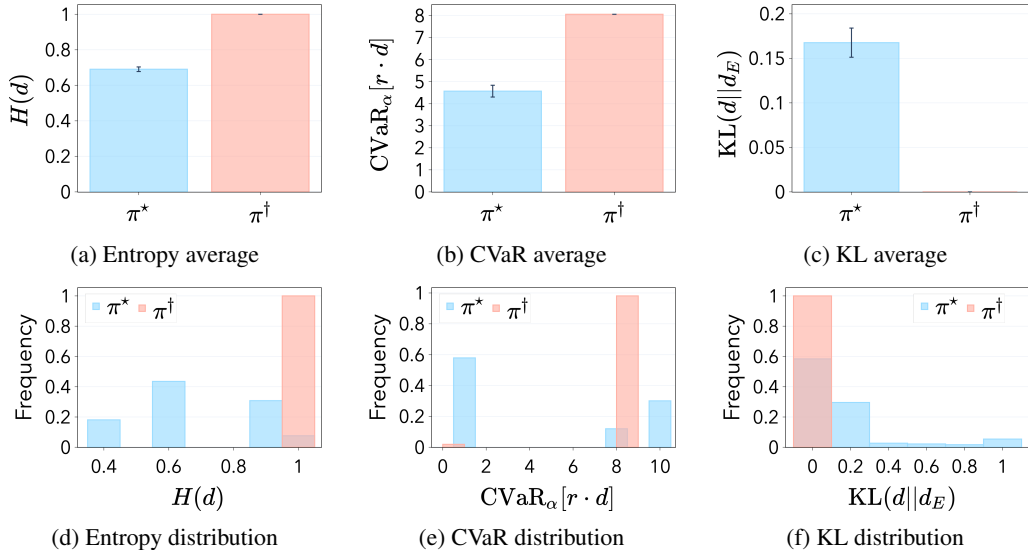 H(d)
1
0.8
0.6
0.4
0.2
0
π⋆ π†
(a) Entropy average
CVaRα[r · d]
8
7
6
5
4
3
2
1
0
π⋆ π†
(b) CVaR average
KL(d||dE)
0.2
0.15
0.1
0.05
0
π⋆ π†
(c) KL average
Frequency
1
0.8
0.6
0.4
0.2
0
π⋆ π†
0.4 0.6 0.8 1
H(d)
(d) Entropy distribution
Frequency
1
0.8
0.6
0.4
0.2
0
π⋆ π†
0 2 4 6 8 10
CVaRα[r · d]
(e) CVaR distribution
Frequency
1
0.8
0.6
0.4
0.2
0
π⋆ π†
0 0.2 0.4 0.6 0.8 1
KL(d||dE)
(f) KL distribution